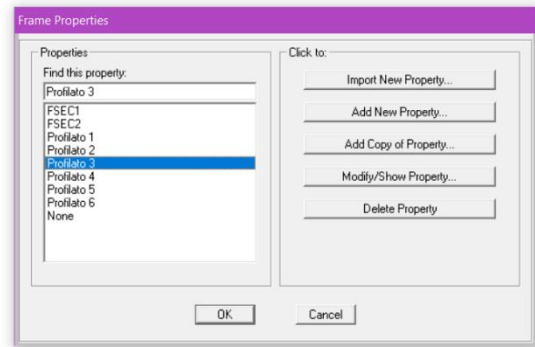 Frame Properties
Properties
Find this property:
Profilato 3
FSEC1
FSEC2
Profilato 1
Profilato 2
Profilato 3
Profilato 4
Profilato 5
Profilato 6
None
Click to:
Import New Property...
Add New Property...
Add Copy of Property...
Modify/Show Property...
Delete Property
OK
Cancel